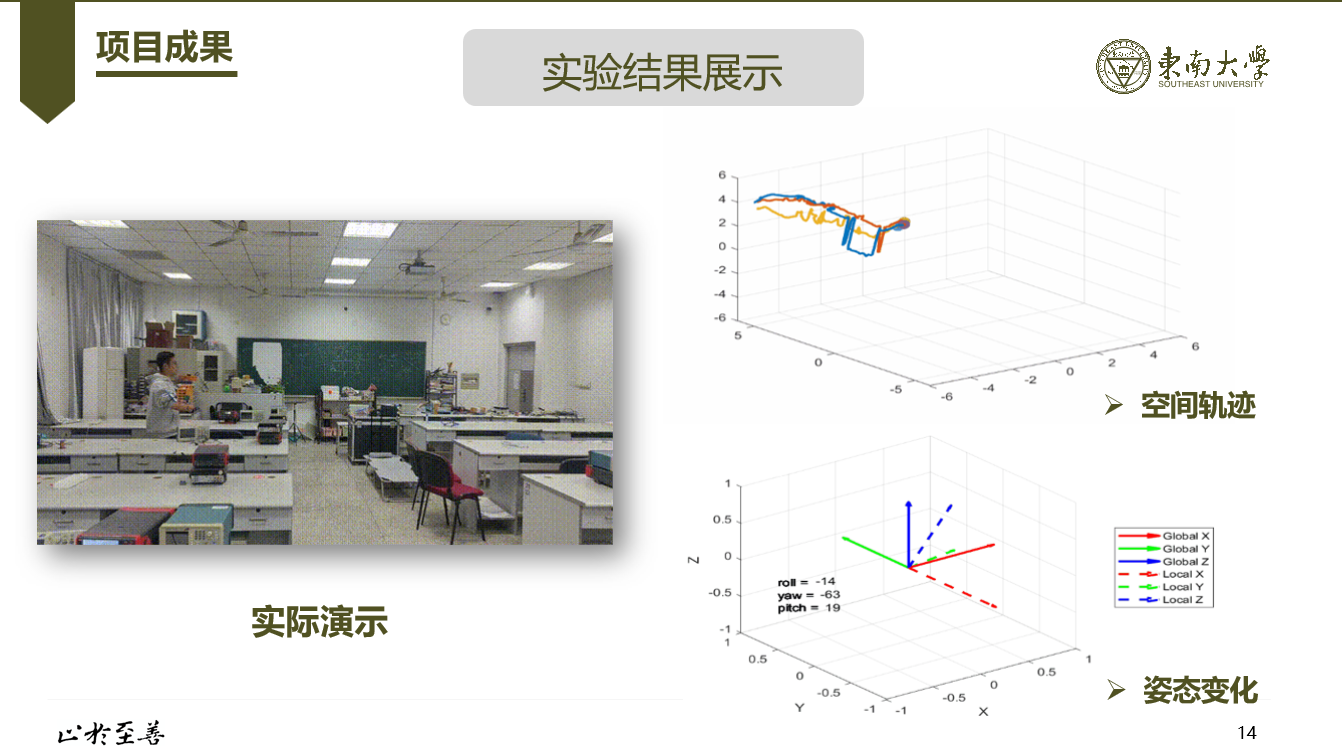 项目成果
实验结果展示
東南大學
SOUTHEAST UNIVERSITY
6
4
2
0
-2
-4
-6
5
0
-5
-6
-4
-2
0
2
4
6
空间轨迹
实际演示
1
0.5
0
-0.5
-1
Z
roll = -14
yaw = -63
pitch = 19
1
0.5
0
-0.5
-1
Y
-1
-0.5
0
0.5
1
X
Global X
Global Y
Global Z
Local X
Local Y
Local Z
姿态变化
止於至善
14